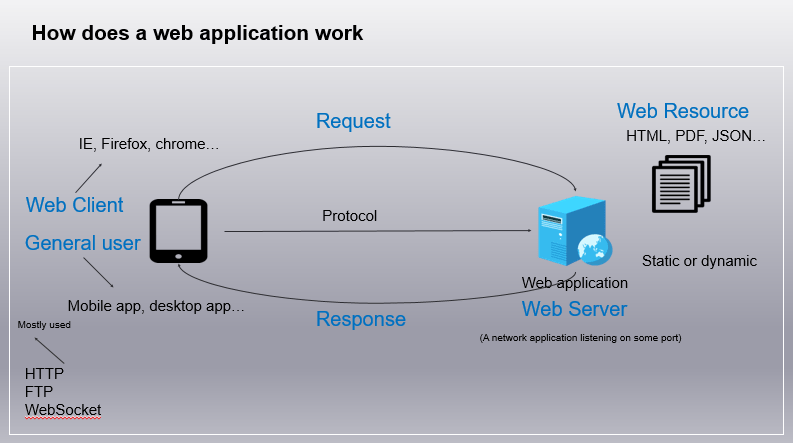 How does a web application work
Request
Web Resource
HTML, PDF, JSON…
IE, Firefox, chrome…
Web Client
Protocol
General user
Static or dynamic
Web application
Mobile app, desktop app…
Web Server
Response
Mostly used
(A network application listening on some port)
HTTP
FTP
WebSocket